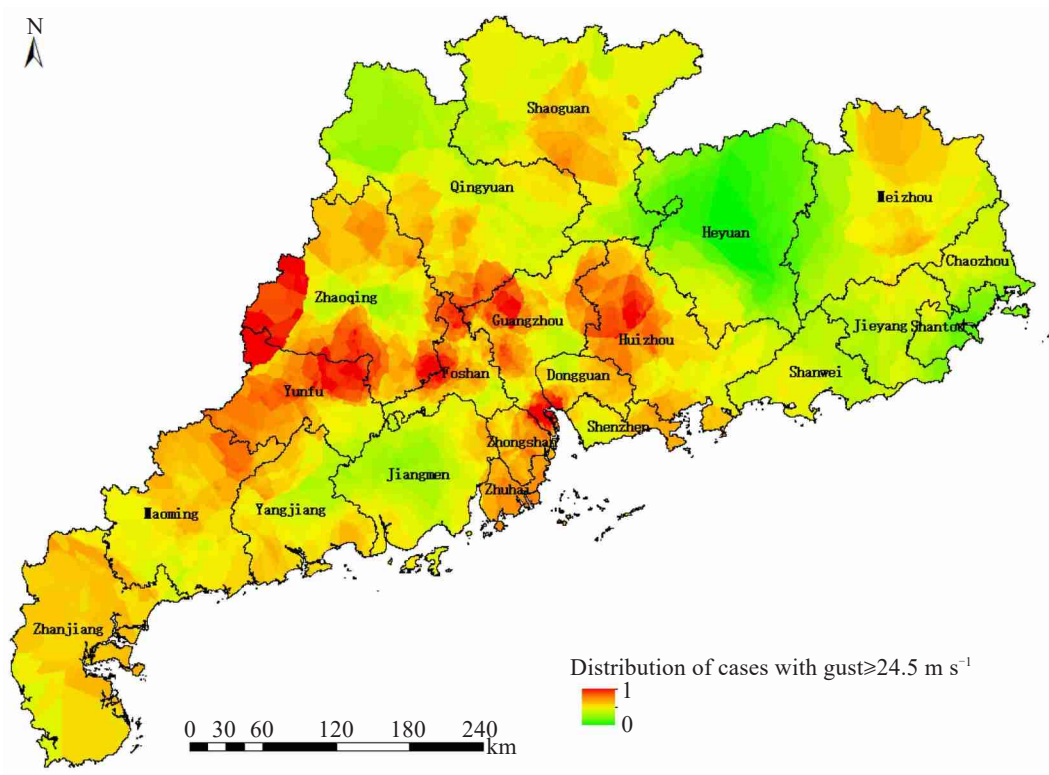 N
Shaoguan
Qingyuan
Meizhou
Heyuan
Chaozhou
Zhaoqing
Guangzhou
Jieyang
Shantou
Huizhou
Shanwei
Foshan
Dongguan
Yunfu
Shenzhen
Zhongshan
Jiangmen
Zhuhai
Yangjiang
Maoming
Zhanjiang
Distribution of cases with gust≥24.5 m s⁻¹
1
0
0 30 60 120 180 240
km